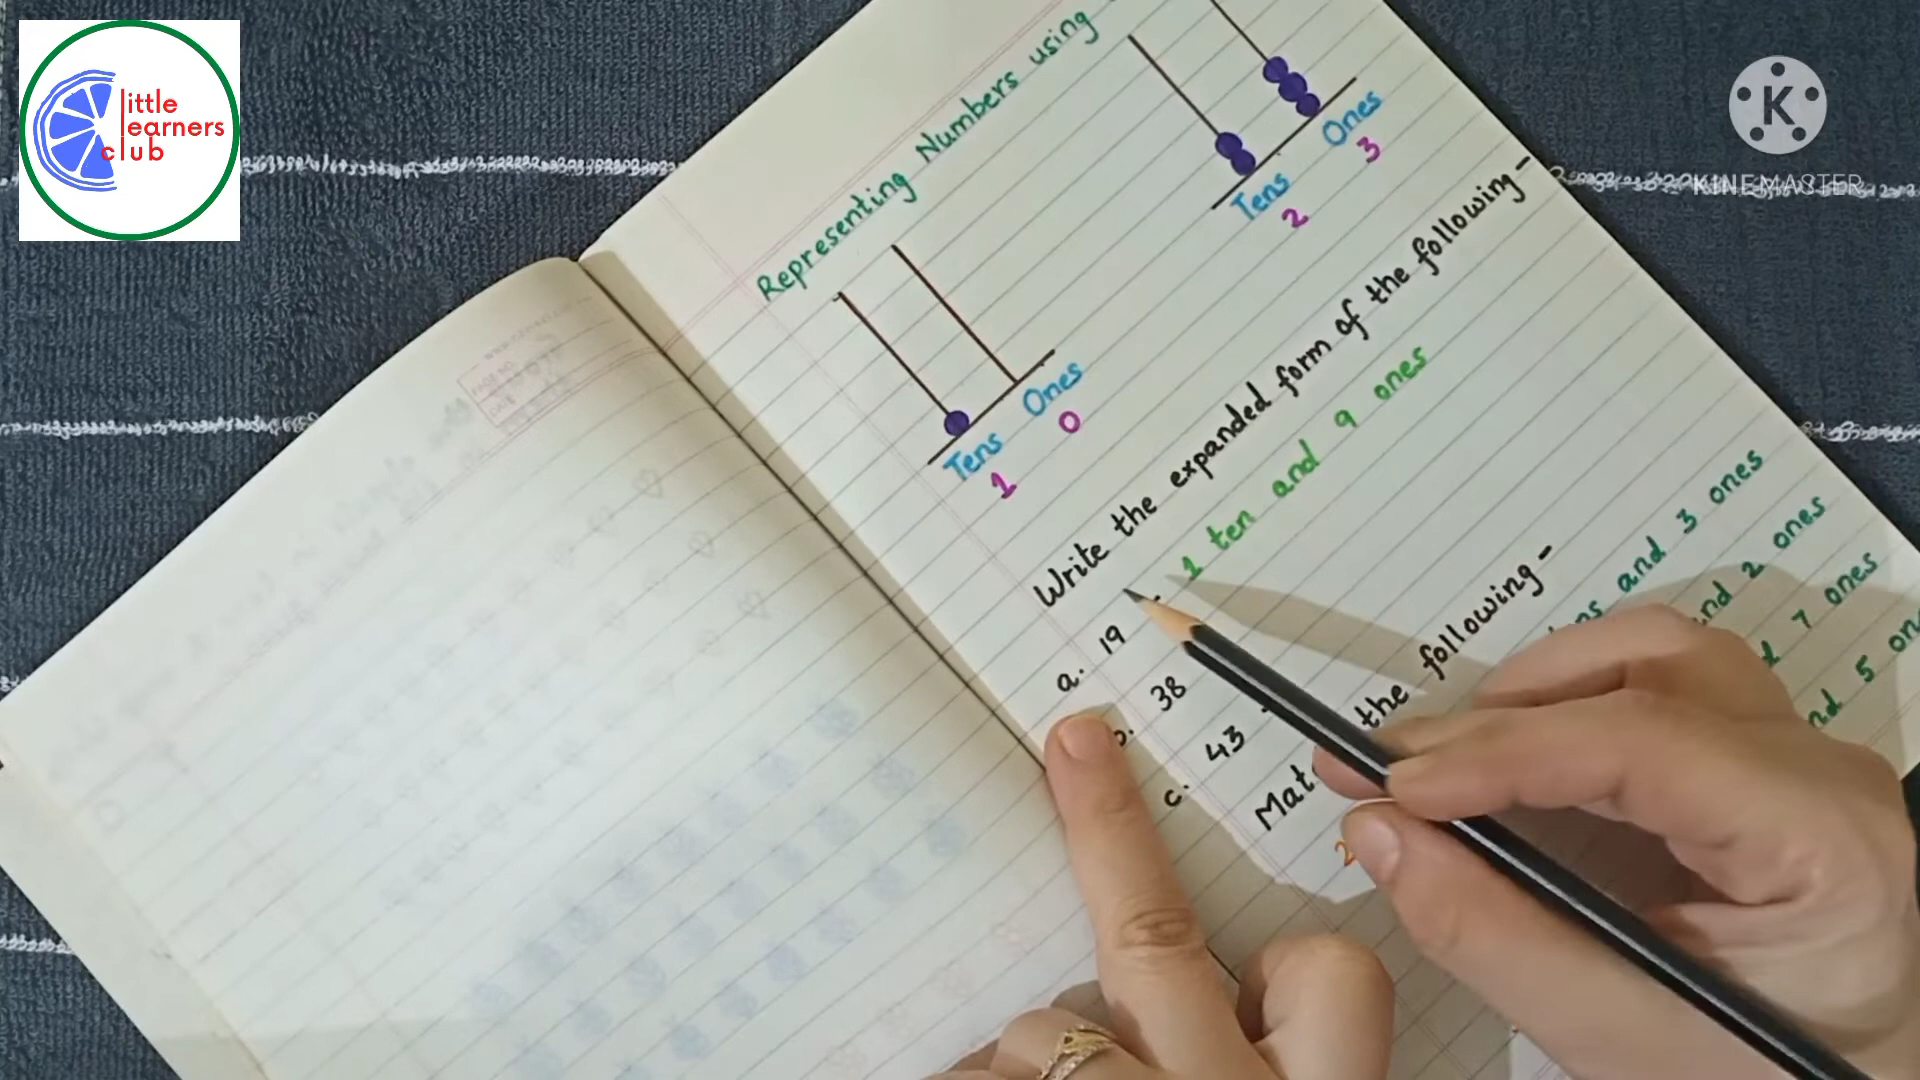 little
learners
club
KINEMASTER
Representing Numbers using
Tens Ones
1 0
Tens Ones
2 3
Write the expanded form of the following-
a. 19 - 1 ten and 9 ones
b. 38
c. 43 -
the following-
and 3 ones
and 2 ones
7 ones
5